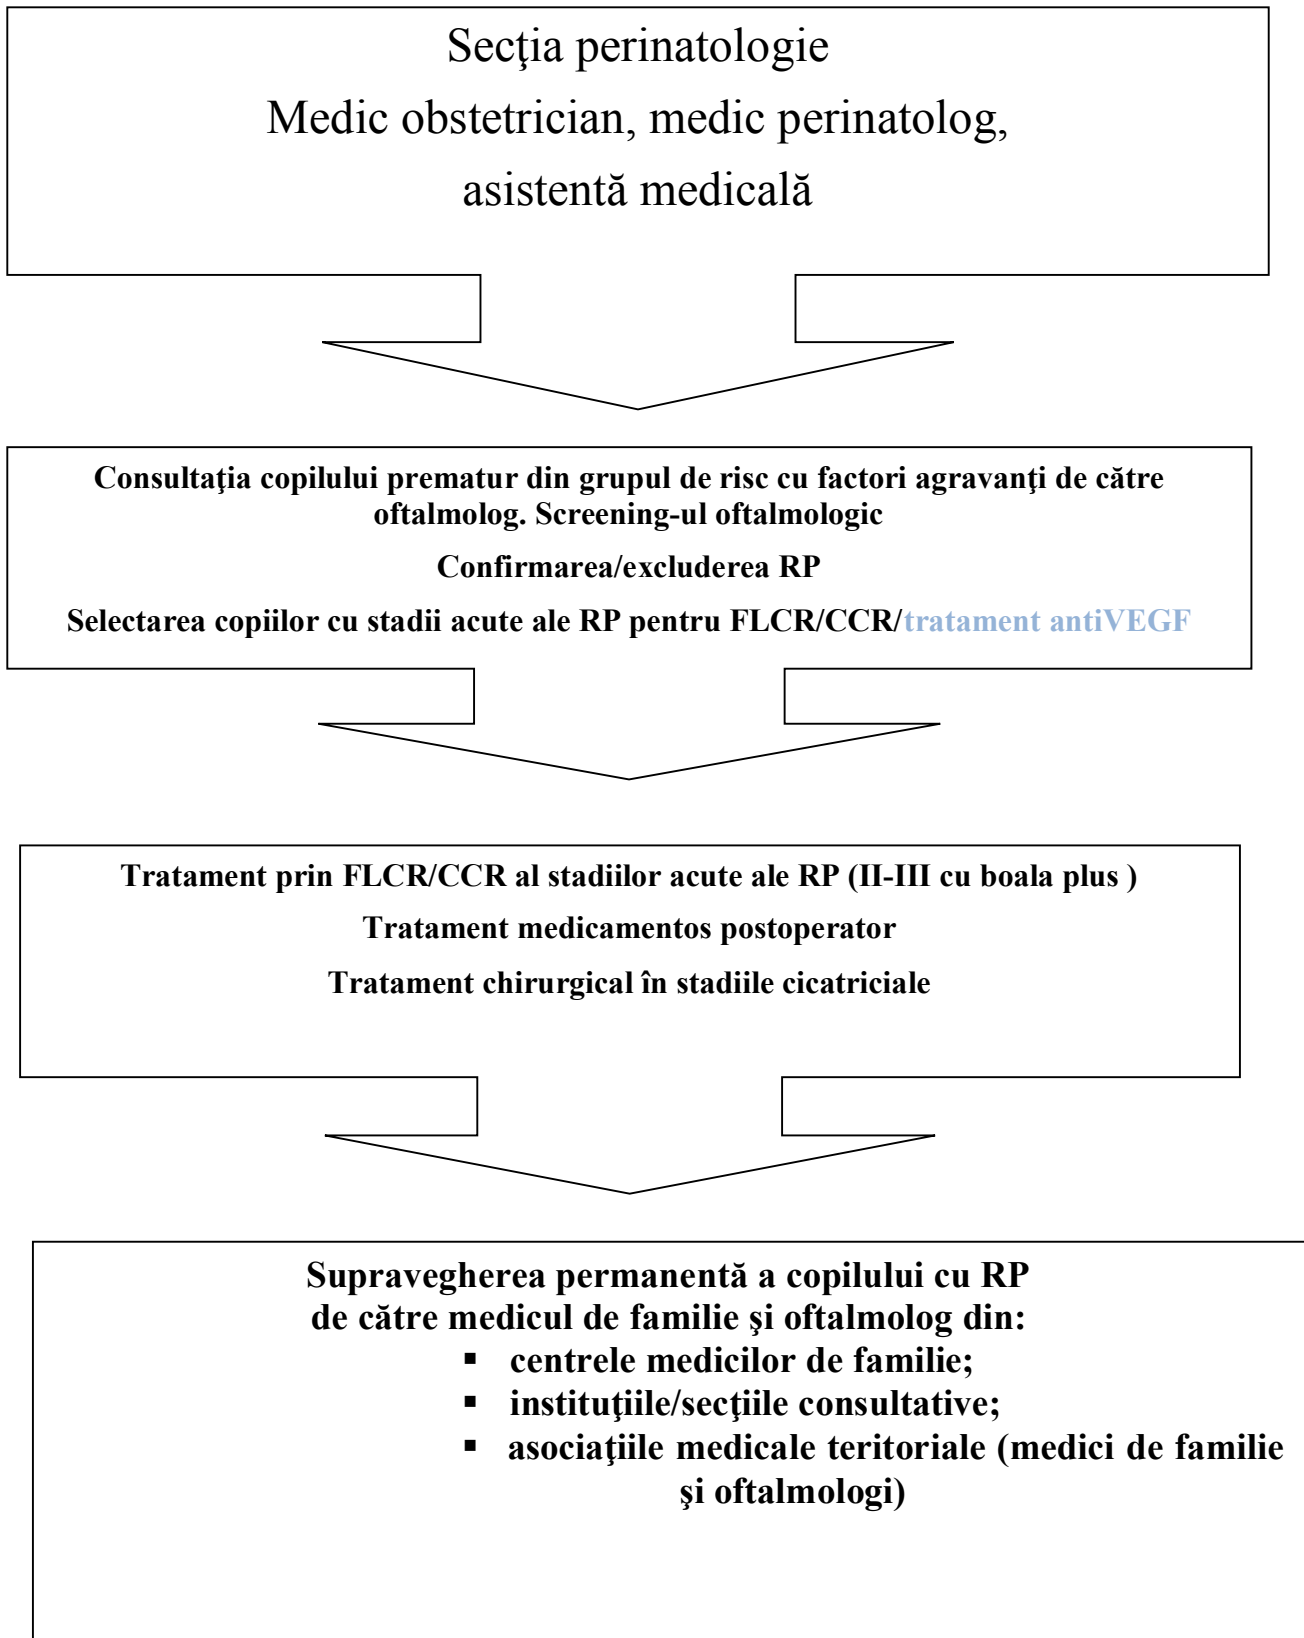 Secţia perinatologie
Medic obstetrician, medic perinatolog,
asistentă medicală
Consultaţia copilului prematur din grupul de risc cu factori agravanţi de către
oftalmolog. Screening-ul oftalmologic
Confirmarea/excluderea RP
Selectarea copiilor cu stadii acute ale RP pentru FLCR/CCR/tratament antiVEGF
Tratament prin FLCR/CCR al stadiilor acute ale RP (II-III cu boala plus )
Tratament medicamentos postoperator
Tratament chirurgical în stadiile cicatriciale
Supravegherea permanentă a copilului cu RP
de către medicul de familie şi oftalmolog din:
▪ centrele medicilor de familie;
▪ instituţiile/secţiile consultative;
▪ asociaţiile medicale teritoriale (medici de familie
şi oftalmologi)